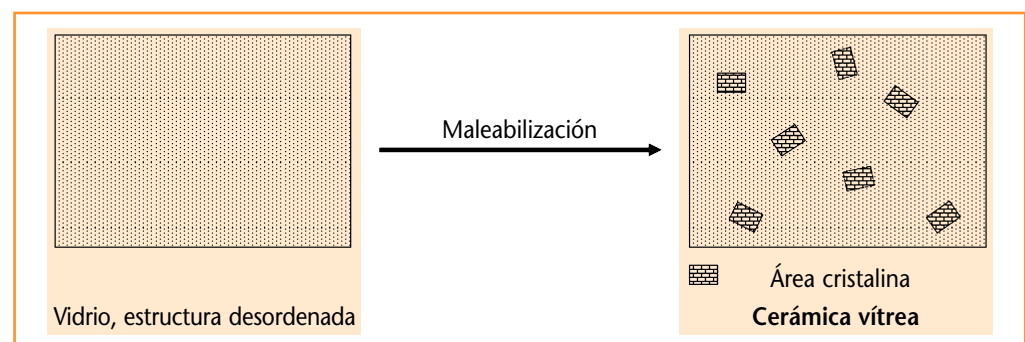 Maleabilización
Área cristalina
Vidrio, estructura desordenada
Cerámica vítrea